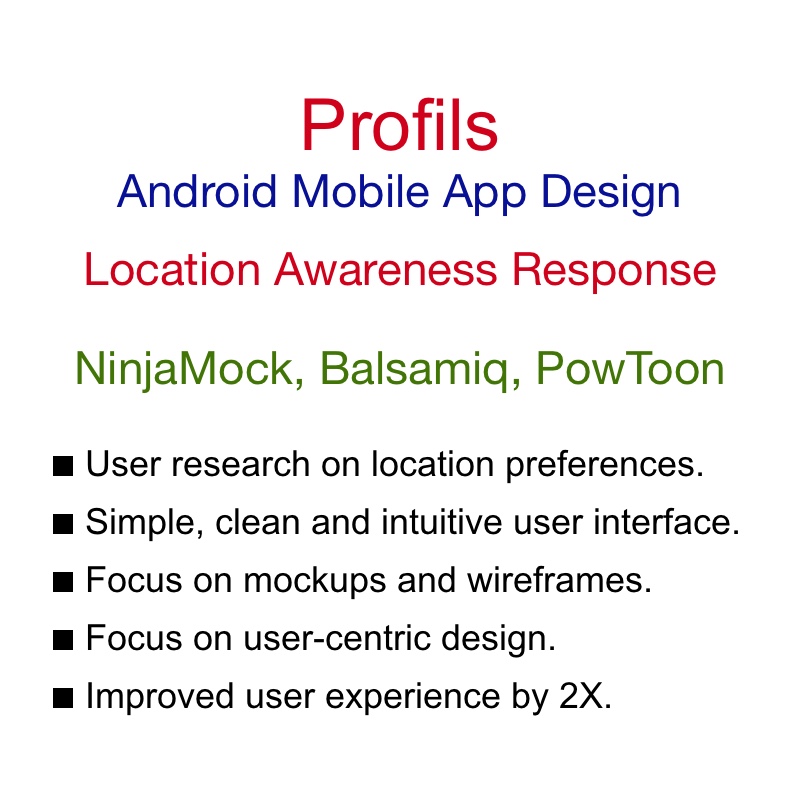 Profils
Android Mobile App Design
Location Awareness Response
NinjaMock, Balsamiq, PowToon
■ User research on location preferences.
■ Simple, clean and intuitive user interface.
■ Focus on mockups and wireframes.
■ Focus on user-centric design.
■ Improved user experience by 2X.